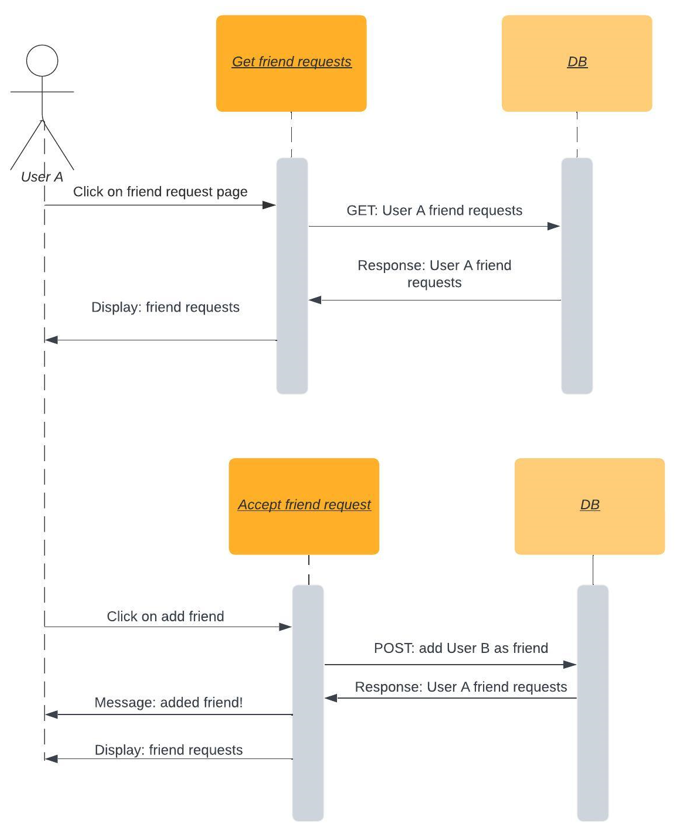 Get friend requests
DB
User A
Click on friend request page
GET: User A friend requests
Response: User A friend
requests
Display: friend requests
Accept friend request
DB
Click on add friend
POST: add User B as friend
Response: User A friend requests
Message: added friend!
Display: friend requests